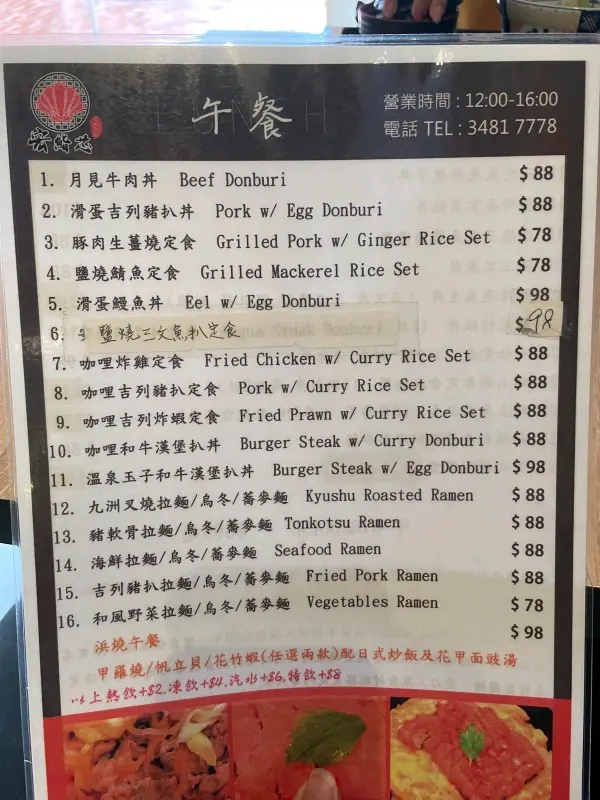 宏舒芯
午餐
LUNCH
營業時間 : 12:00-16:00
電話 TEL : 3481 7778
1. 月見牛肉丼 Beef Donburi $ 88
2. 滑蛋吉列豬扒丼 Pork w/ Egg Donburi $ 88
3. 豚肉生薑燒定食 Grilled Pork w/ Ginger Rice Set $ 78
4. 鹽燒鯖魚定食 Grilled Mackerel Rice Set $ 78
5. 滑蛋鰻魚丼 Eel w/ Egg Donburi $ 98
6. 鹽燒三文魚扒定食 $98
7. 咖哩炸雞定食 Fried Chicken w/ Curry Rice Set $ 88
8. 咖哩吉列豬扒定食 Pork w/ Curry Rice Set $ 88
9. 咖哩吉列炸蝦定食 Fried Prawn w/ Curry Rice Set $ 88
10. 咖哩和牛漢堡扒丼 Burger Steak w/ Curry Donburi $ 88
11. 溫泉玉子和牛漢堡扒丼 Burger Steak w/ Egg Donburi $ 98
12. 九洲叉燒拉麵/烏冬/蕎麥麵 Kyushu Roasted Ramen $ 88
13. 豬軟骨拉麵/烏冬/蕎麥麵 Tonkotsu Ramen $ 88
14. 海鮮拉麵/烏冬/蕎麥麵 Seafood Ramen $ 88
15. 吉列豬扒拉麵/烏冬/蕎麥麵 Fried Pork Ramen $ 88
16. 和風野菜拉麵/烏冬/蕎麥麵 Vegetables Ramen $ 78
浜燒午餐 $ 98
甲羅燒/帆立貝/花竹蝦(任選兩款)配日式炒飯及花甲面豉湯
以上熱飲+$2.凍飲+$4.汽水+$6.特飲+$8